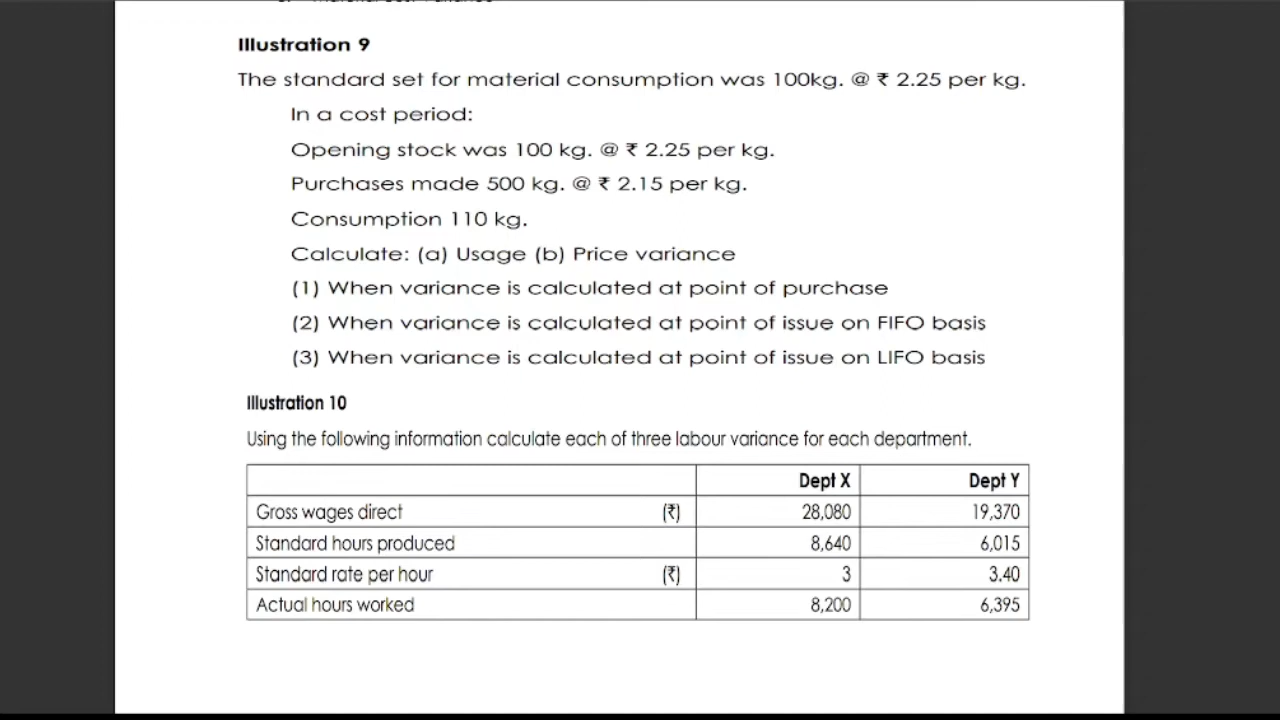 Illustration 9
The standard set for material consumption was 100kg. @ ₹ 2.25 per kg.
In a cost period:
Opening stock was 100 kg. @ ₹ 2.25 per kg.
Purchases made 500 kg. @ ₹ 2.15 per kg.
Consumption 110 kg.
Calculate: (a) Usage (b) Price variance
(1) When variance is calculated at point of purchase
(2) When variance is calculated at point of issue on FIFO basis
(3) When variance is calculated at point of issue on LIFO basis
Illustration 10
Using the following information calculate each of three labour variance for each department.
Dept X Dept Y
Gross wages direct (₹) 28,080 19,370
Standard hours produced 8,640 6,015
Standard rate per hour (₹) 3 3.40
Actual hours worked 8,200 6,395